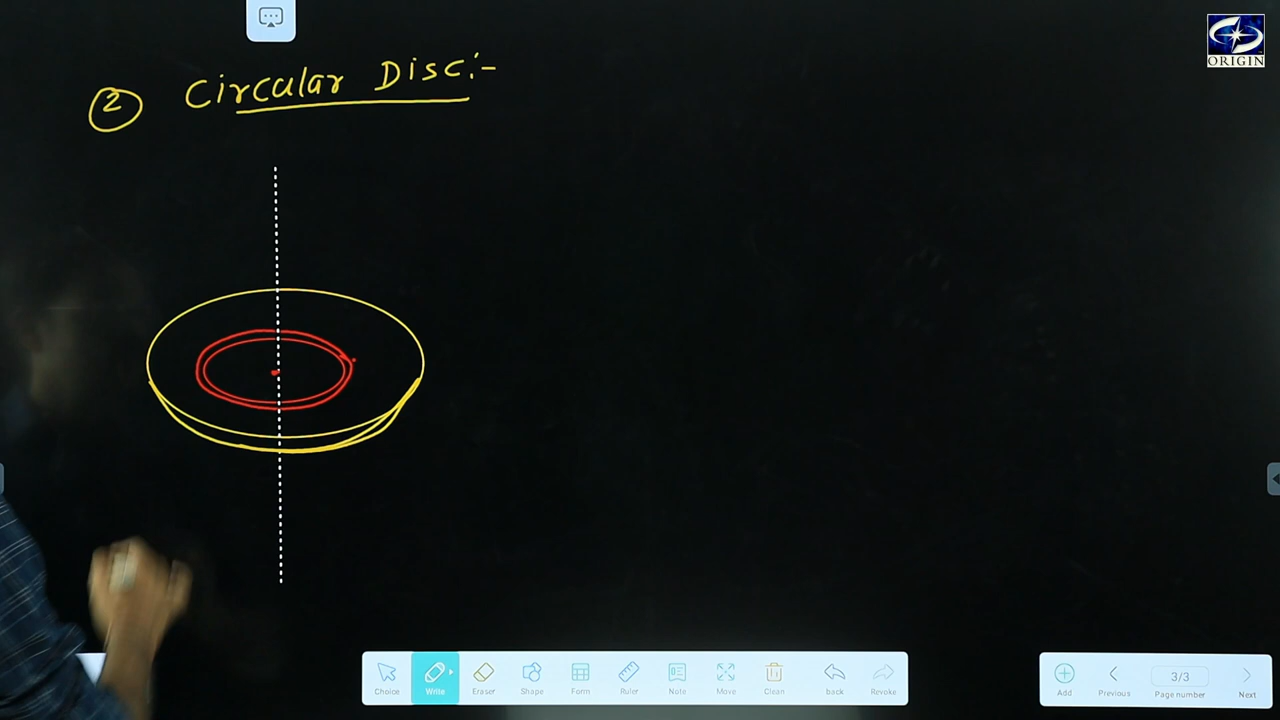 ② Circular Disc:-
ORIGIN
Choice
Write
Eraser
Shape
Form
Ruler
Note
Move
Clean
back
Revoke
Add
Previous
3/3
Page number
Next